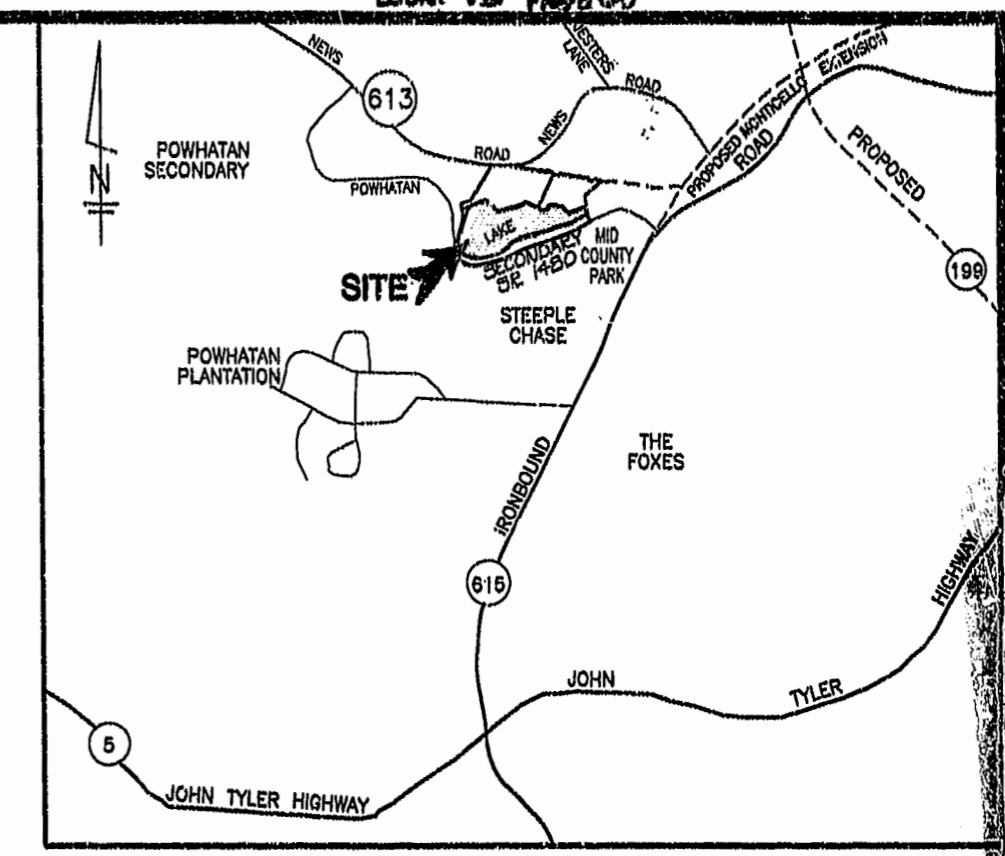 NEWS
613
POWHATAN
SECONDARY
N
POWHATAN
ROAD
NEWS
ROAD
LANE
PROPOSED MONTICELLO EXTENSION
ROAD
PROPOSED
199
LAKE
SECONDARY
SR. 1480
MID
COUNTY
PARK
SITE
STEEPLE
CHASE
POWHATAN
PLANTATION
THE
FOXES
IRONBOUND
615
HIGHWAY
JOHN
TYLER
5
JOHN TYLER HIGHWAY